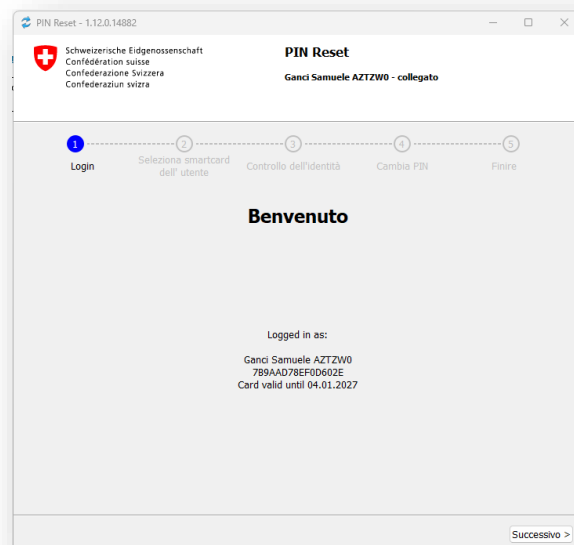 PIN Reset - 1.12.0.14882
Schweizerische Eidgenossenschaft
Confédération suisse
Confederazione Svizzera
Confederaziun svizra
PIN Reset
Ganci Samuele AZTZW0 - collegato
1
2
3
4
5
Login
Seleziona smartcard
dell' utente
Controllo dell'identità
Cambia PIN
Finire
Benvenuto
Logged in as:
Ganci Samuele AZTZW0
7B9AAD78EF0D602E
Card valid until 04.01.2027
Successivo >